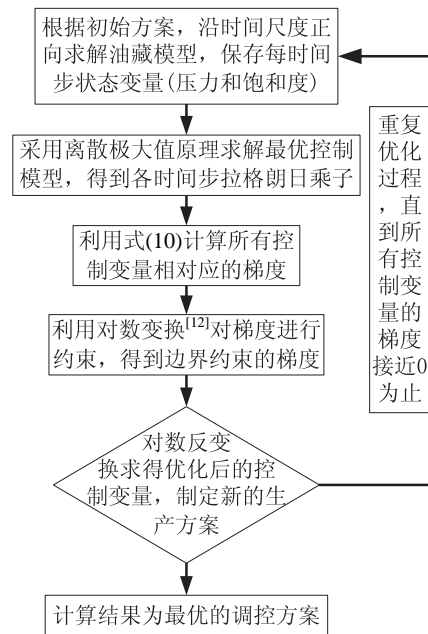 根据初始方案，沿时间尺度正
向求解油藏模型，保存每时间
步状态变量(压力和饱和度)
采用离散极大值原理求解最优控制
模型，得到各时间步拉格朗日乘子
利用式(10)计算所有控
制变量相对应的梯度
利用对数变换[12]对梯度进行
约束，得到边界约束的梯度
对数反变
换求得优化后的控
制变量，制定新的生
产方案
计算结果为最优的调控方案
重复
优化
过程
，直
到所
有控
制变
量的
梯度
接近0
为止